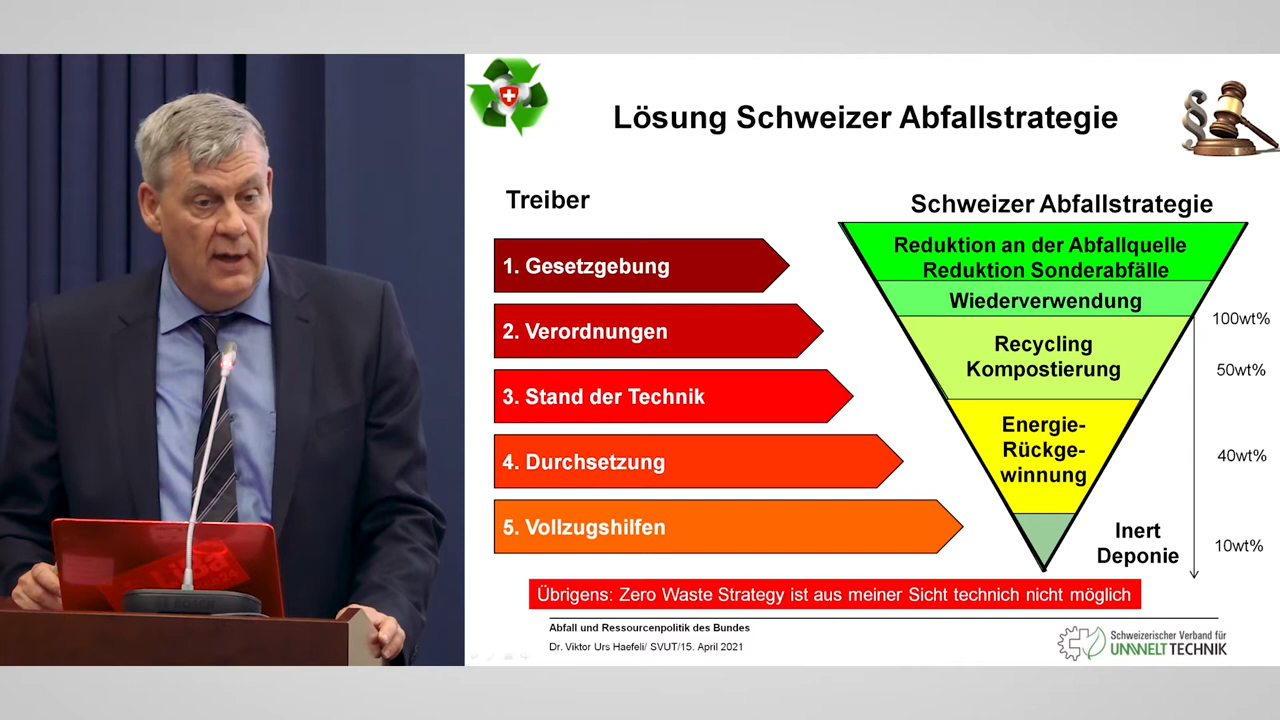 Lösung Schweizer Abfallstrategie
Treiber
1. Gesetzgebung
2. Verordnungen
3. Stand der Technik
4. Durchsetzung
5. Vollzugshilfen
Schweizer Abfallstrategie
Reduktion an der Abfallquelle
Reduktion Sonderabfälle
Wiederverwendung
Recycling
Kompostierung
Energie-
Rückge-
winnung
Inert
Deponie
100wt%
50wt%
40wt%
10wt%
Übrigens: Zero Waste Strategy ist aus meiner Sicht technich nicht möglich
Abfall und Ressourcenpolitik des Bundes
Dr. Viktor Urs Haefeli/ SVUT/15. April 2021
Schweizerischer Verband für
UMWELT TECHNIK
BOSCH